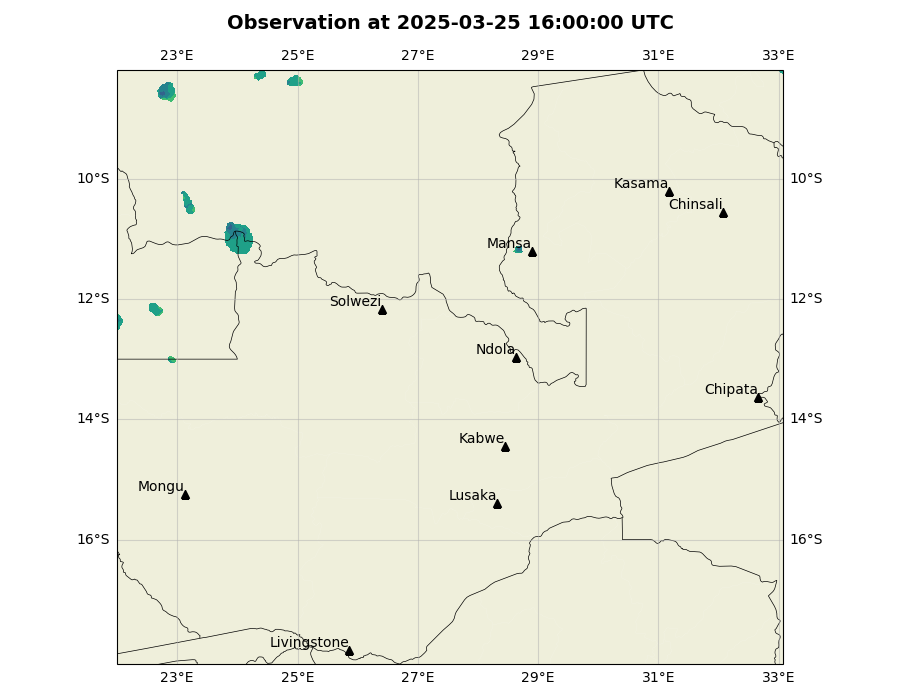 Observation at 2025-03-25 16:00:00 UTC
23°E 25°E 27°E 29°E 31°E 33°E
10°S 10°S
Kasama
Chinsali
Mansa
12°S 12°S
Solwezi
Ndola
Chipata
14°S 14°S
Kabwe
Mongu
Lusaka
16°S 16°S
Livingstone
23°E 25°E 27°E 29°E 31°E 33°E